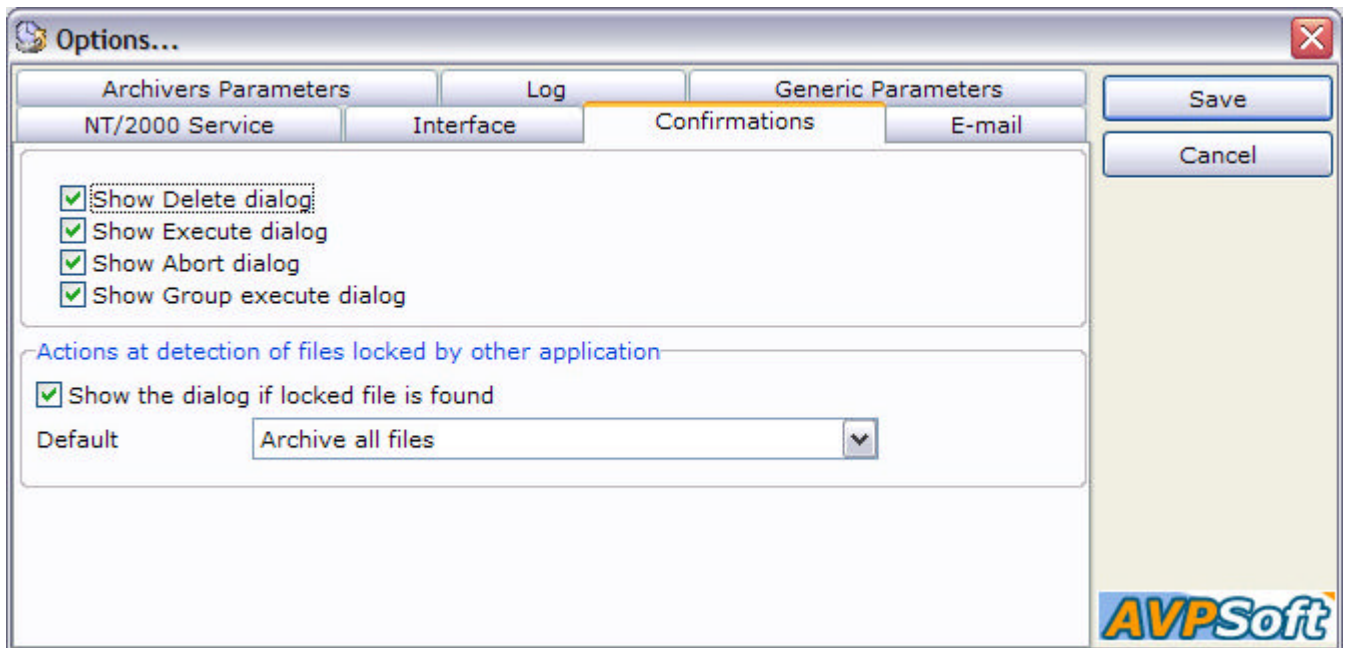 Options...
Archivers Parameters Log Generic Parameters
NT/2000 Service Interface Confirmations E-mail
Save
Cancel
Show Delete dialog
Show Execute dialog
Show Abort dialog
Show Group execute dialog
Actions at detection of files locked by other application
Show the dialog if locked file is found
Default Archive all files
AVPSoft